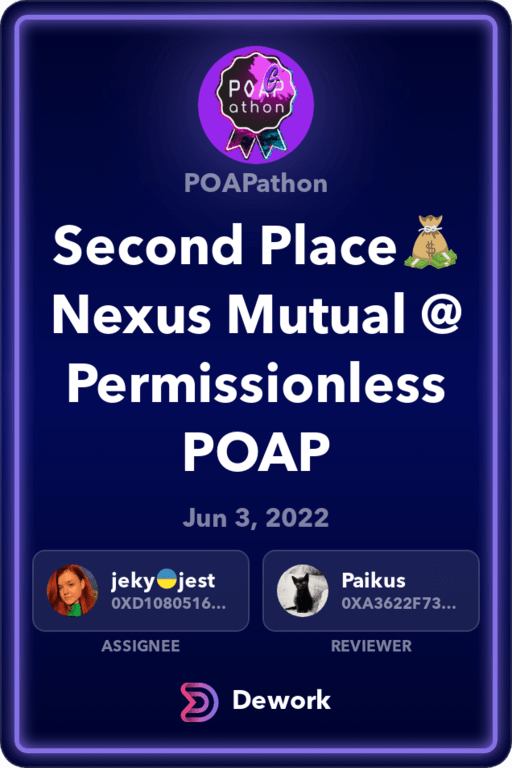 POAP
athon
POAPathon
Second Place💰
Nexus Mutual @
Permissionless
POAP
Jun 3, 2022
jeky🇺🇦jest
0XD1080516...
ASSIGNEE
Paikus
0XA3622F73...
REVIEWER
Dework